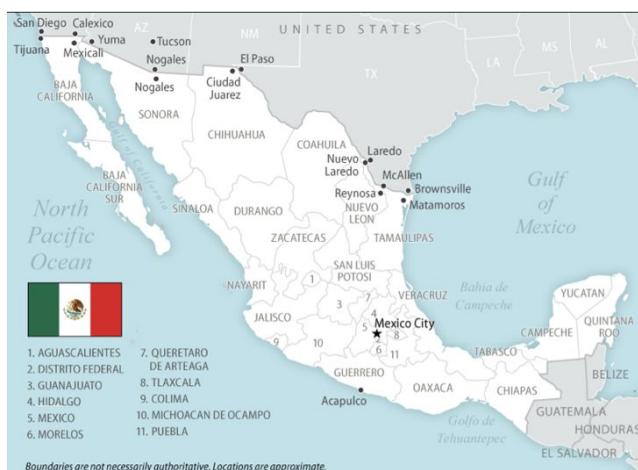 San Diego
Calexico
AZ
NM
UNITED STATES
MS
AL
Yuma
Tucson
LA
Tijuana
Mexicali
Nogales
El Paso
TX
BAJA
CALIFORNIA
Nogales
Ciudad
Juarez
SONORA
CHIHUAHUA
Gulf of California
COAHUILA
Laredo
Nuevo
Laredo
McAllen
BAJA
CALIFORNIA
SUR
Reynosa
Brownsville
Matamoros
Gulf
of
Mexico
North
Pacific
Ocean
SINALOA
DURANGO
NUEVO
LEON
TAMAULIPAS
ZACATECAS
SAN LUIS
POTOSI
NAYARIT
1
7
VERACRUZ
Bahia de
Campeche
YUCATAN
JALISCO
3
4
5
Mexico City
2
8
6
11
9
10
CAMPECHE
QUINTANA
ROO
TABASCO
GUERRERO
OAXACA
CHIAPAS
BELIZE
Acapulco
Golfo de
Tehuantepec
GUATEMALA
HONDURAS
EL SALVADOR
1. AGUASCALIENTES
2. DISTRITO FEDERAL
3. GUANAJUATO
4. HIDALGO
5. MEXICO
6. MORELOS
7. QUERETARO
DE ARTEAGA
8. TLAXCALA
9. COLIMA
10. MICHOACAN DE OCAMPO
11. PUEBLA
Boundaries are not necessarily authoritative. Locations are approximate.